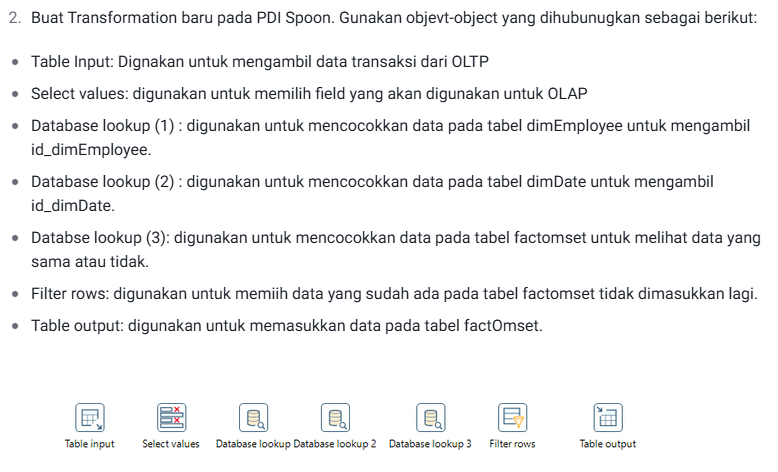 2. Buat Transformation baru pada PDI Spoon. Gunakan objevt-object yang dihubunugkan sebagai berikut:
• Table Input: Dignakan untuk mengambil data transaksi dari OLTP
• Select values: digunakan untuk memilih field yang akan digunakan untuk OLAP
• Database lookup (1) : digunakan untuk mencocokkan data pada tabel dimEmployee untuk mengambil
id_dimEmployee.
• Database lookup (2) : digunakan untuk mencocokkan data pada tabel dimDate untuk mengambil
id_dimDate.
• Databse lookup (3): digunakan untuk mencocokkan data pada tabel factomset untuk melihat data yang
sama atau tidak.
• Filter rows: digunakan untuk memiih data yang sudah ada pada tabel factomset tidak dimasukkan lagi.
• Table output: digunakan untuk memasukkan data pada tabel factOmset.
Table input Select values Database lookup Database lookup 2 Database lookup 3 Filter rows Table output